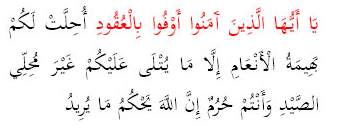 يَا أَيُّهَا الَّذِينَ آمَنُوا أَوْفُوا بِالْعُقُودِ أُحِلَّتْ لَكُمْ
بَهِيمَةُ الْأَنْعَامِ إِلَّا مَا يُتْلَى عَلَيْكُمْ غَيْرَ مُحِلِّي
الصَّيْدِ وَأَنْتُمْ حُرُمٌ إِنَّ اللَّهَ يَحْكُمُ مَا يُرِيدُ